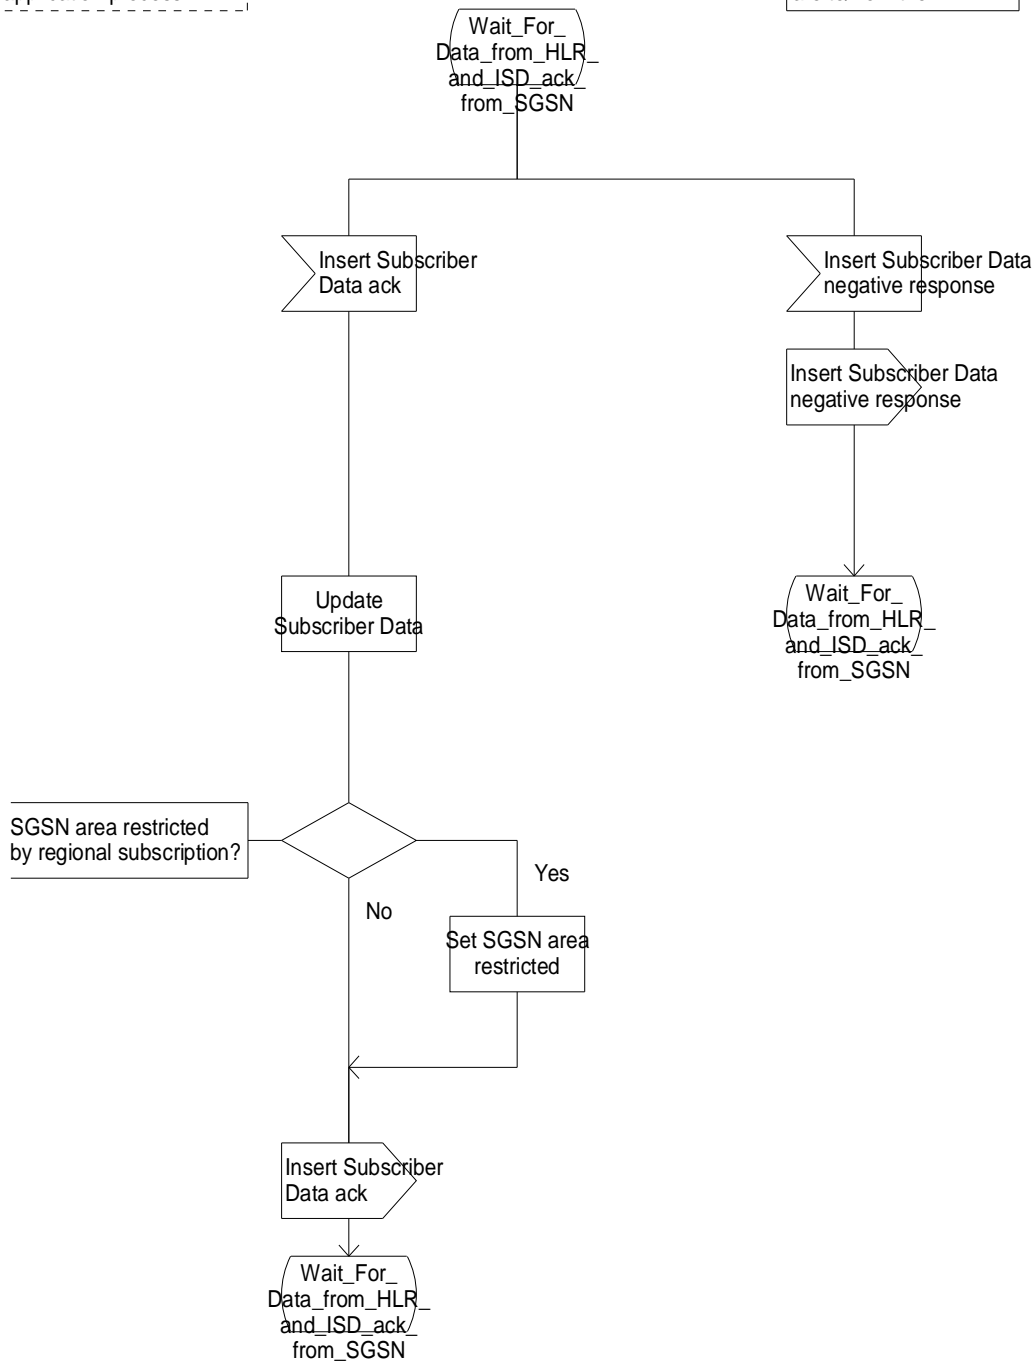 Wait_For_
Data_from_HLR_
and_ISD_ack_
from_SGSN
Insert Subscriber
Data ack
Insert Subscriber Data
negative response
Insert Subscriber Data
negative response
Update
Subscriber Data
Wait_For_
Data_from_HLR_
and_ISD_ack_
from_SGSN
SGSN area restricted
by regional subscription?
Yes
No
Set SGSN area
restricted
Insert Subscriber
Data ack
Wait_For_
Data_from_HLR_
and_ISD_ack_
from_SGSN